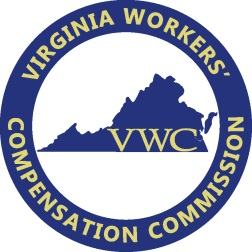 VIRGINIA WORKERS'
VWC
COMPENSATION COMMISSION